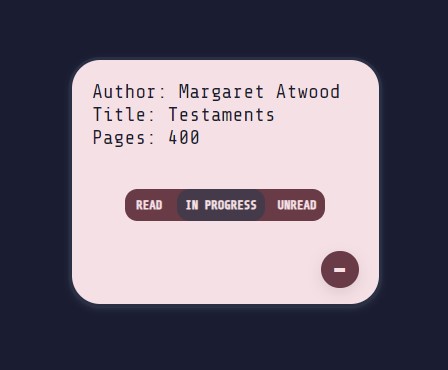 Author: Margaret Atwood
Title: Testaments
Pages: 400
READ IN PROGRESS UNREAD
-